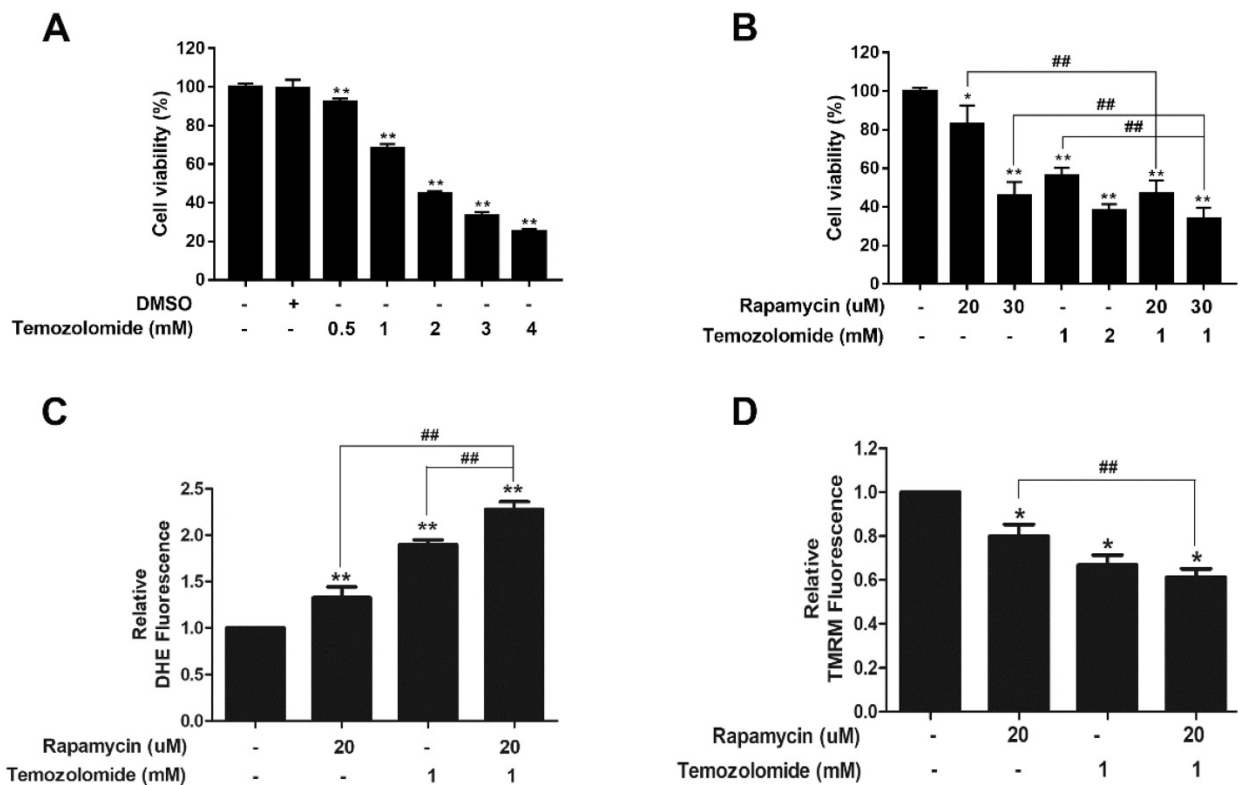 A
Cell viability (%)
120
100
80
60
40
20
0
** ** ** ** **
DMSO - + - - - - -
Temozolomide (mM) - - 0.5 1 2 3 4
B
Cell viability (%)
120
100
80
60
40
20
0
##
##
##
* ** ** ** ** **
Rapamycin (uM) - 20 30 - - 20 30
Temozolomide (mM) - - - 1 2 1 1
C
Relative
DHE Fluorescence
2.5
2.0
1.5
1.0
0.5
0.0
##
##
** ** **
Rapamycin (uM) - 20 - 20
Temozolomide (mM) - - 1 1
D
Relative
TMRM Fluorescence
1.2
1.0
0.8
0.6
0.4
0.2
0.0
##
* * *
Rapamycin (uM) - 20 - 20
Temozolomide (mM) - - 1 1